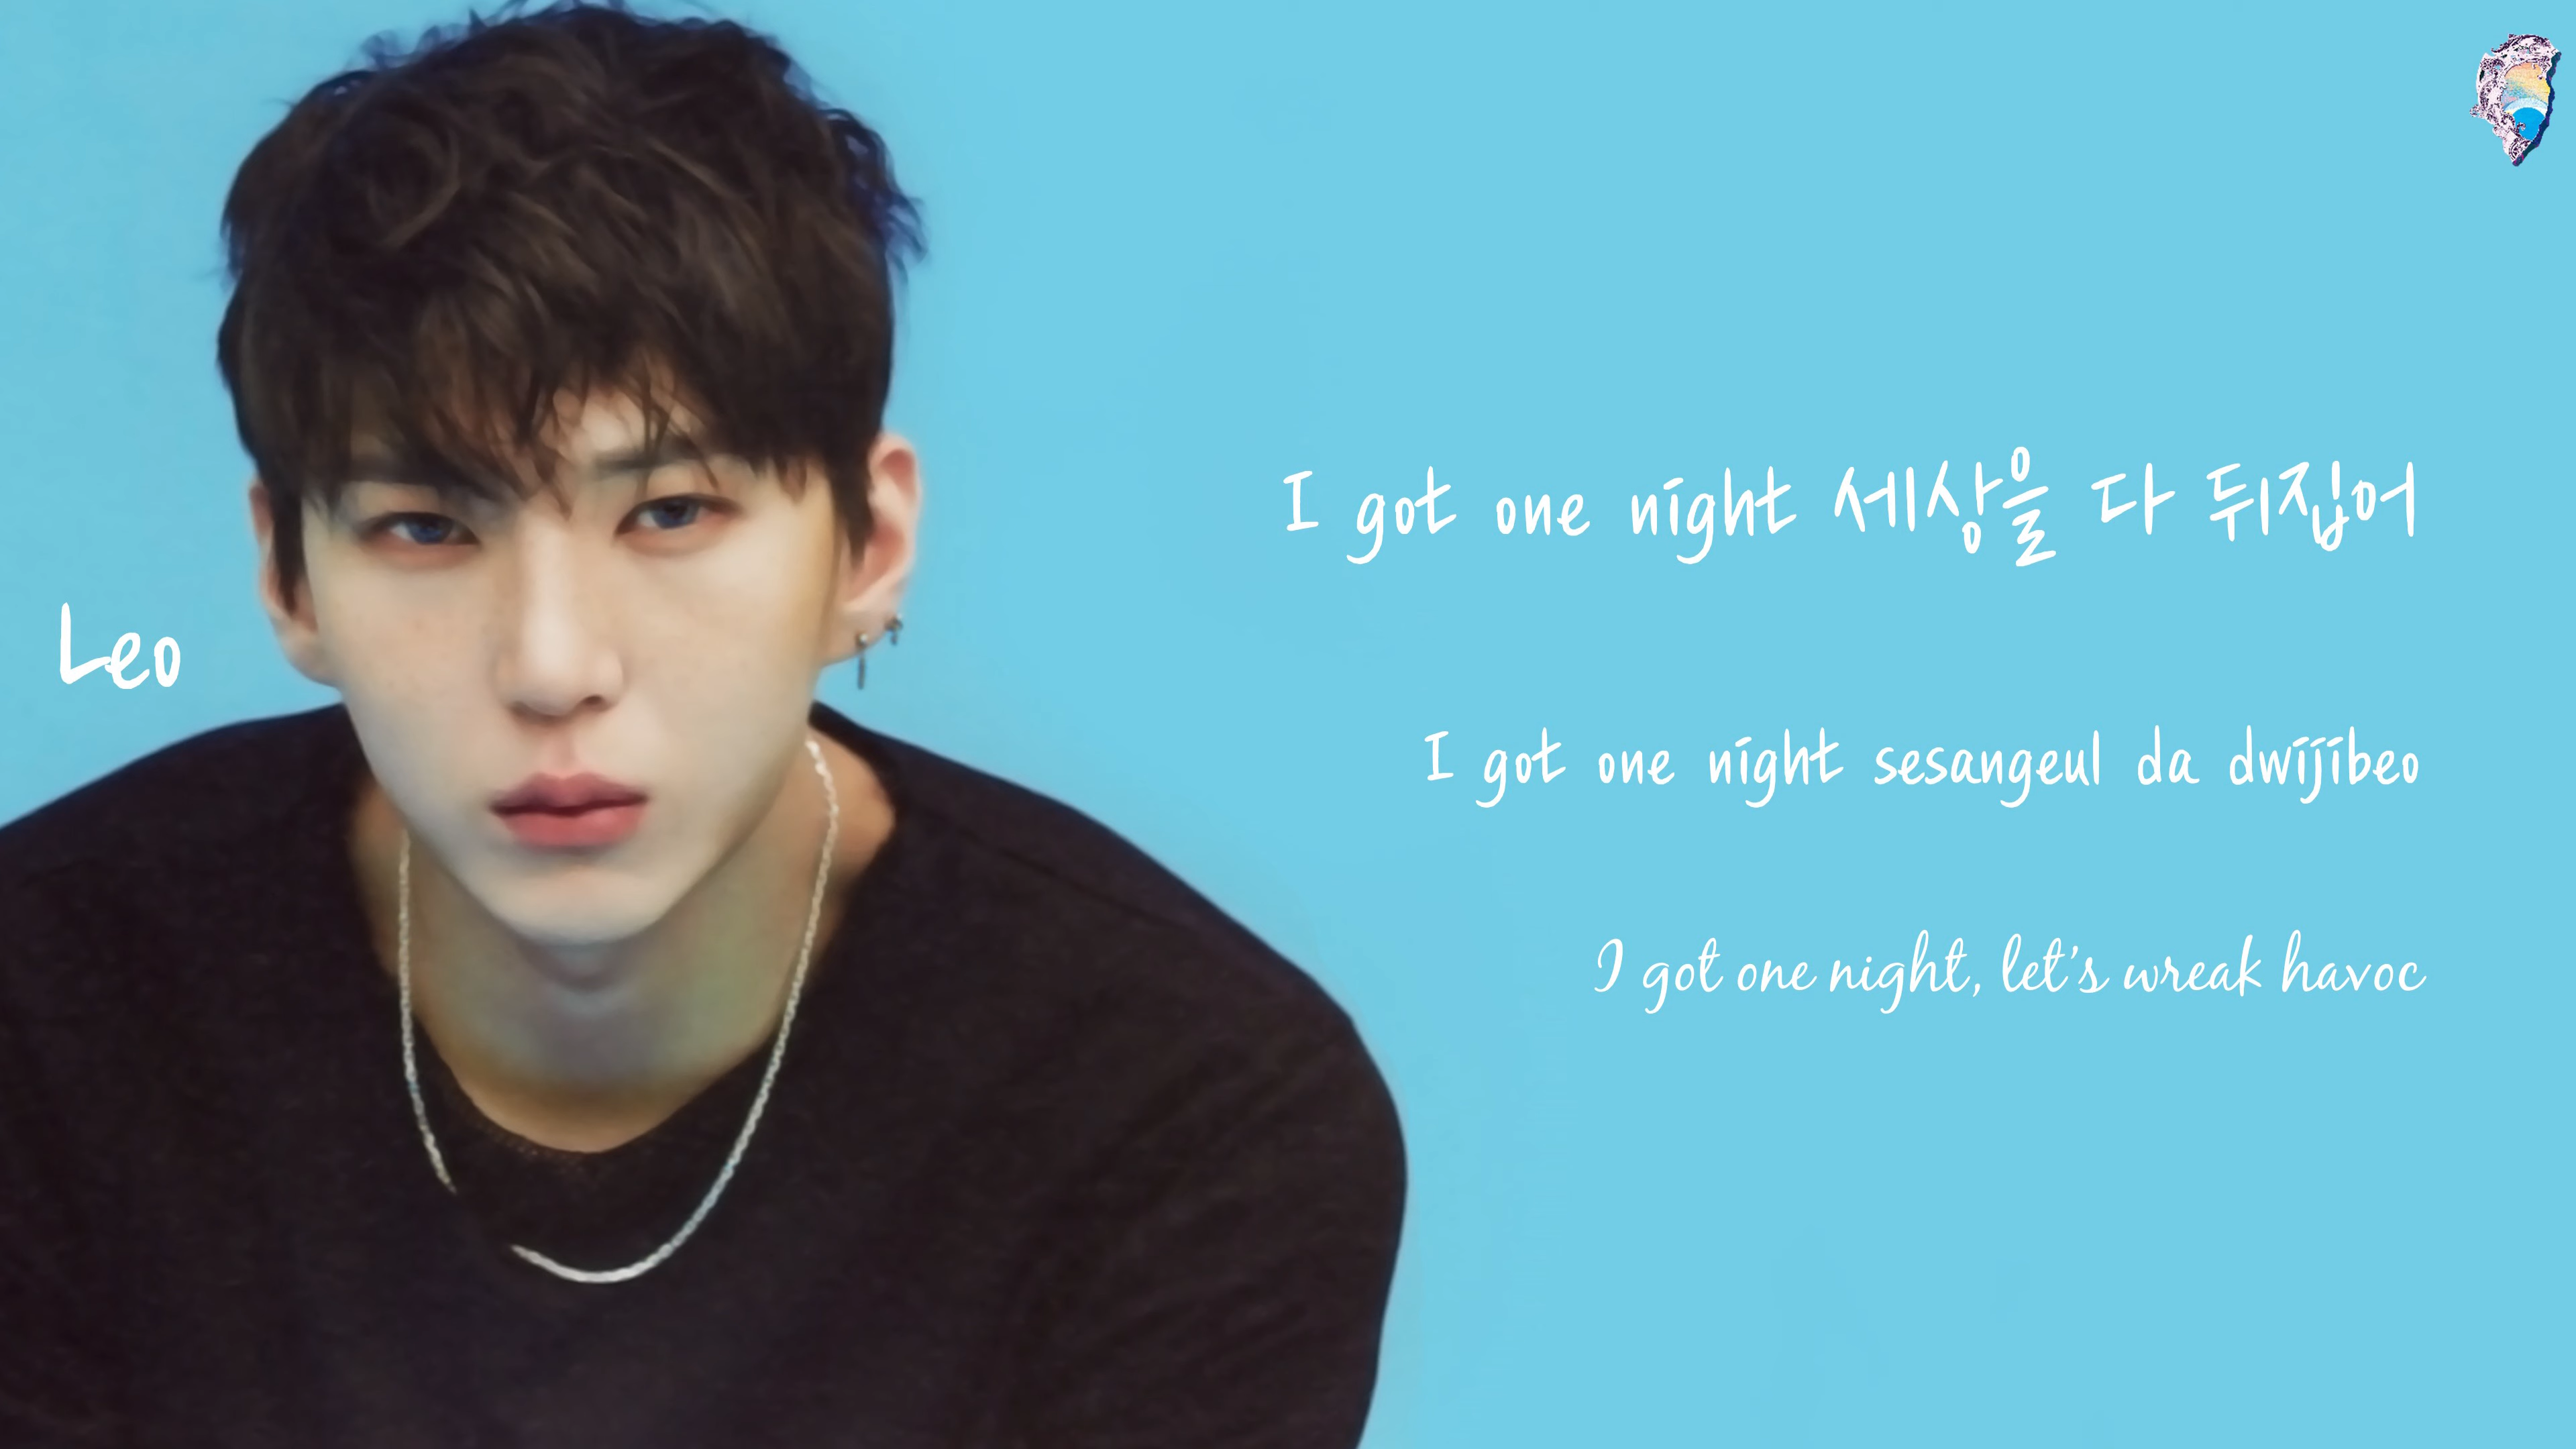 Leo
I got one night 세상을 다 뒤집어
I got one night sesangeul da dwijibeo
I got one night, let's wreak havoc